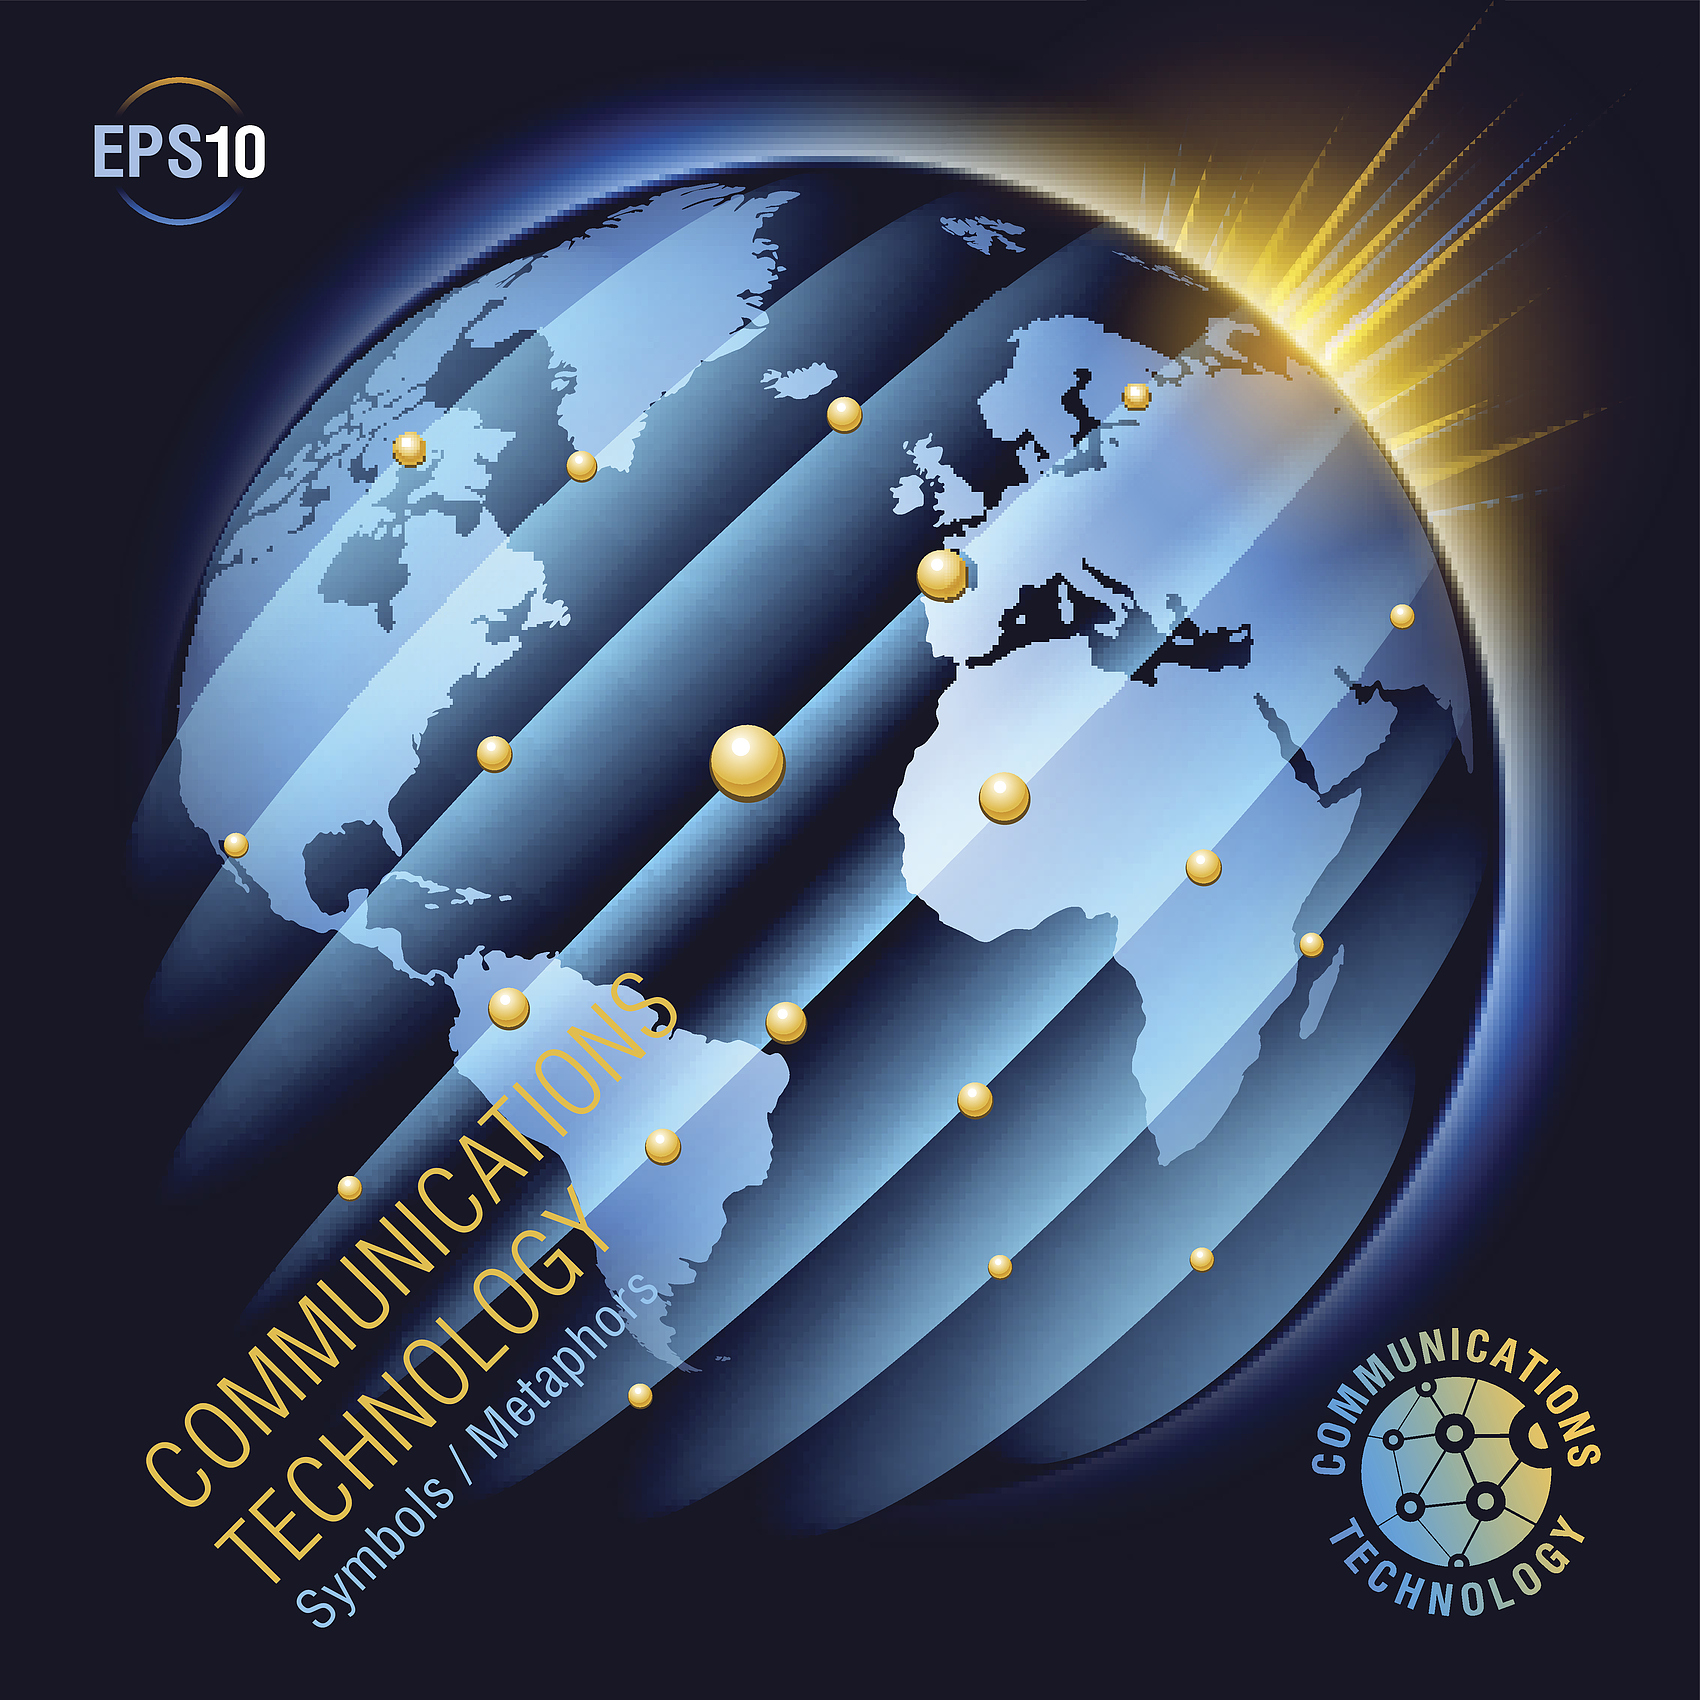 EPS10
COMMUNICATIONS
TECHNOLOGY
Symbols / Metaphors
COMMUNICATIONS
TECHNOLOGY